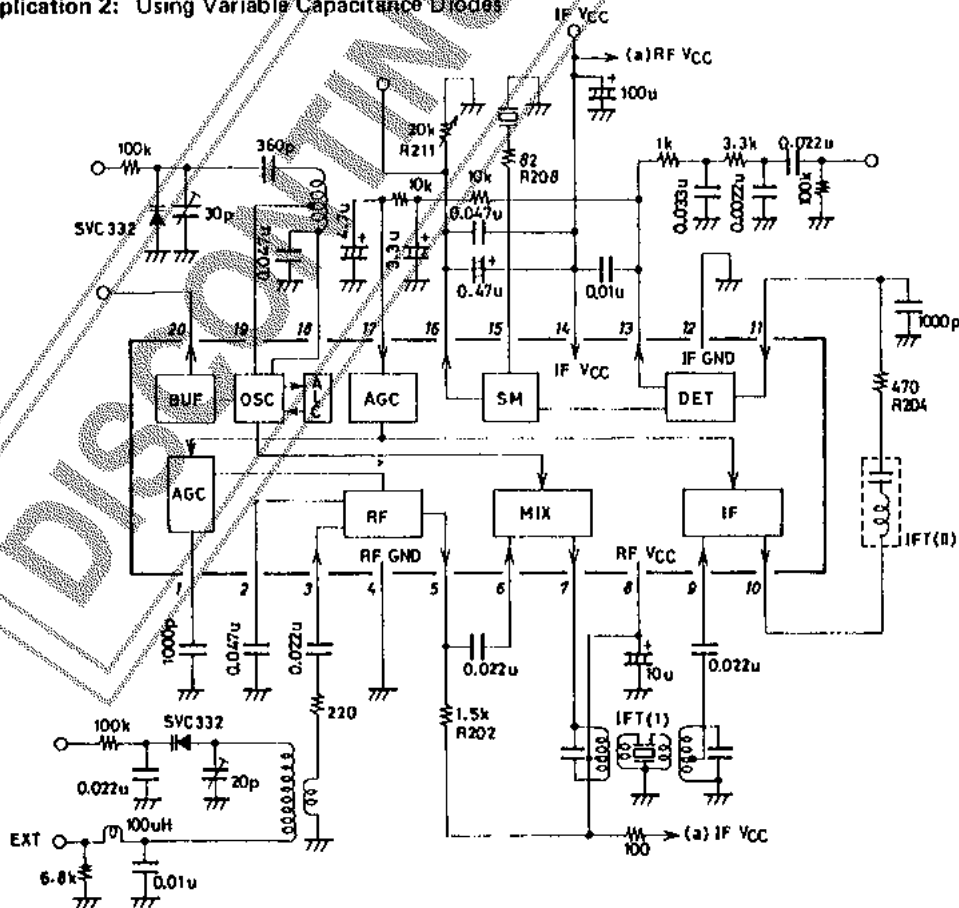 plication 2: Using Variable Capacitance Diodes
IF VCC
(a)RF VCC
100u
20k
R211
82
R208
100k
360p
30p
SVC 332
10k
10k
4.7u
3.3u
0.047u
0.047u
0.47u
0.01u
1k
3.3k
0.022u
0.033u
0.0022u
100k
1000p
20
19
18
17
16
15
14
13
12
11
IF VCC
IF GND
BUF
OSC
ALC
AGC
SM
DET
470
R204
AGC
RF
MIX
IF
RF GND
RF VCC
IFT(II)
1
2
3
4
5
6
7
8
9
10
1000p
0.047u
0.022u
0.022u
10u
0.022u
220
1.5k
R202
IFT(I)
100k
SVC332
0.022u
20p
100uH
EXT
6.8k
0.01u
100
(a) IF VCC